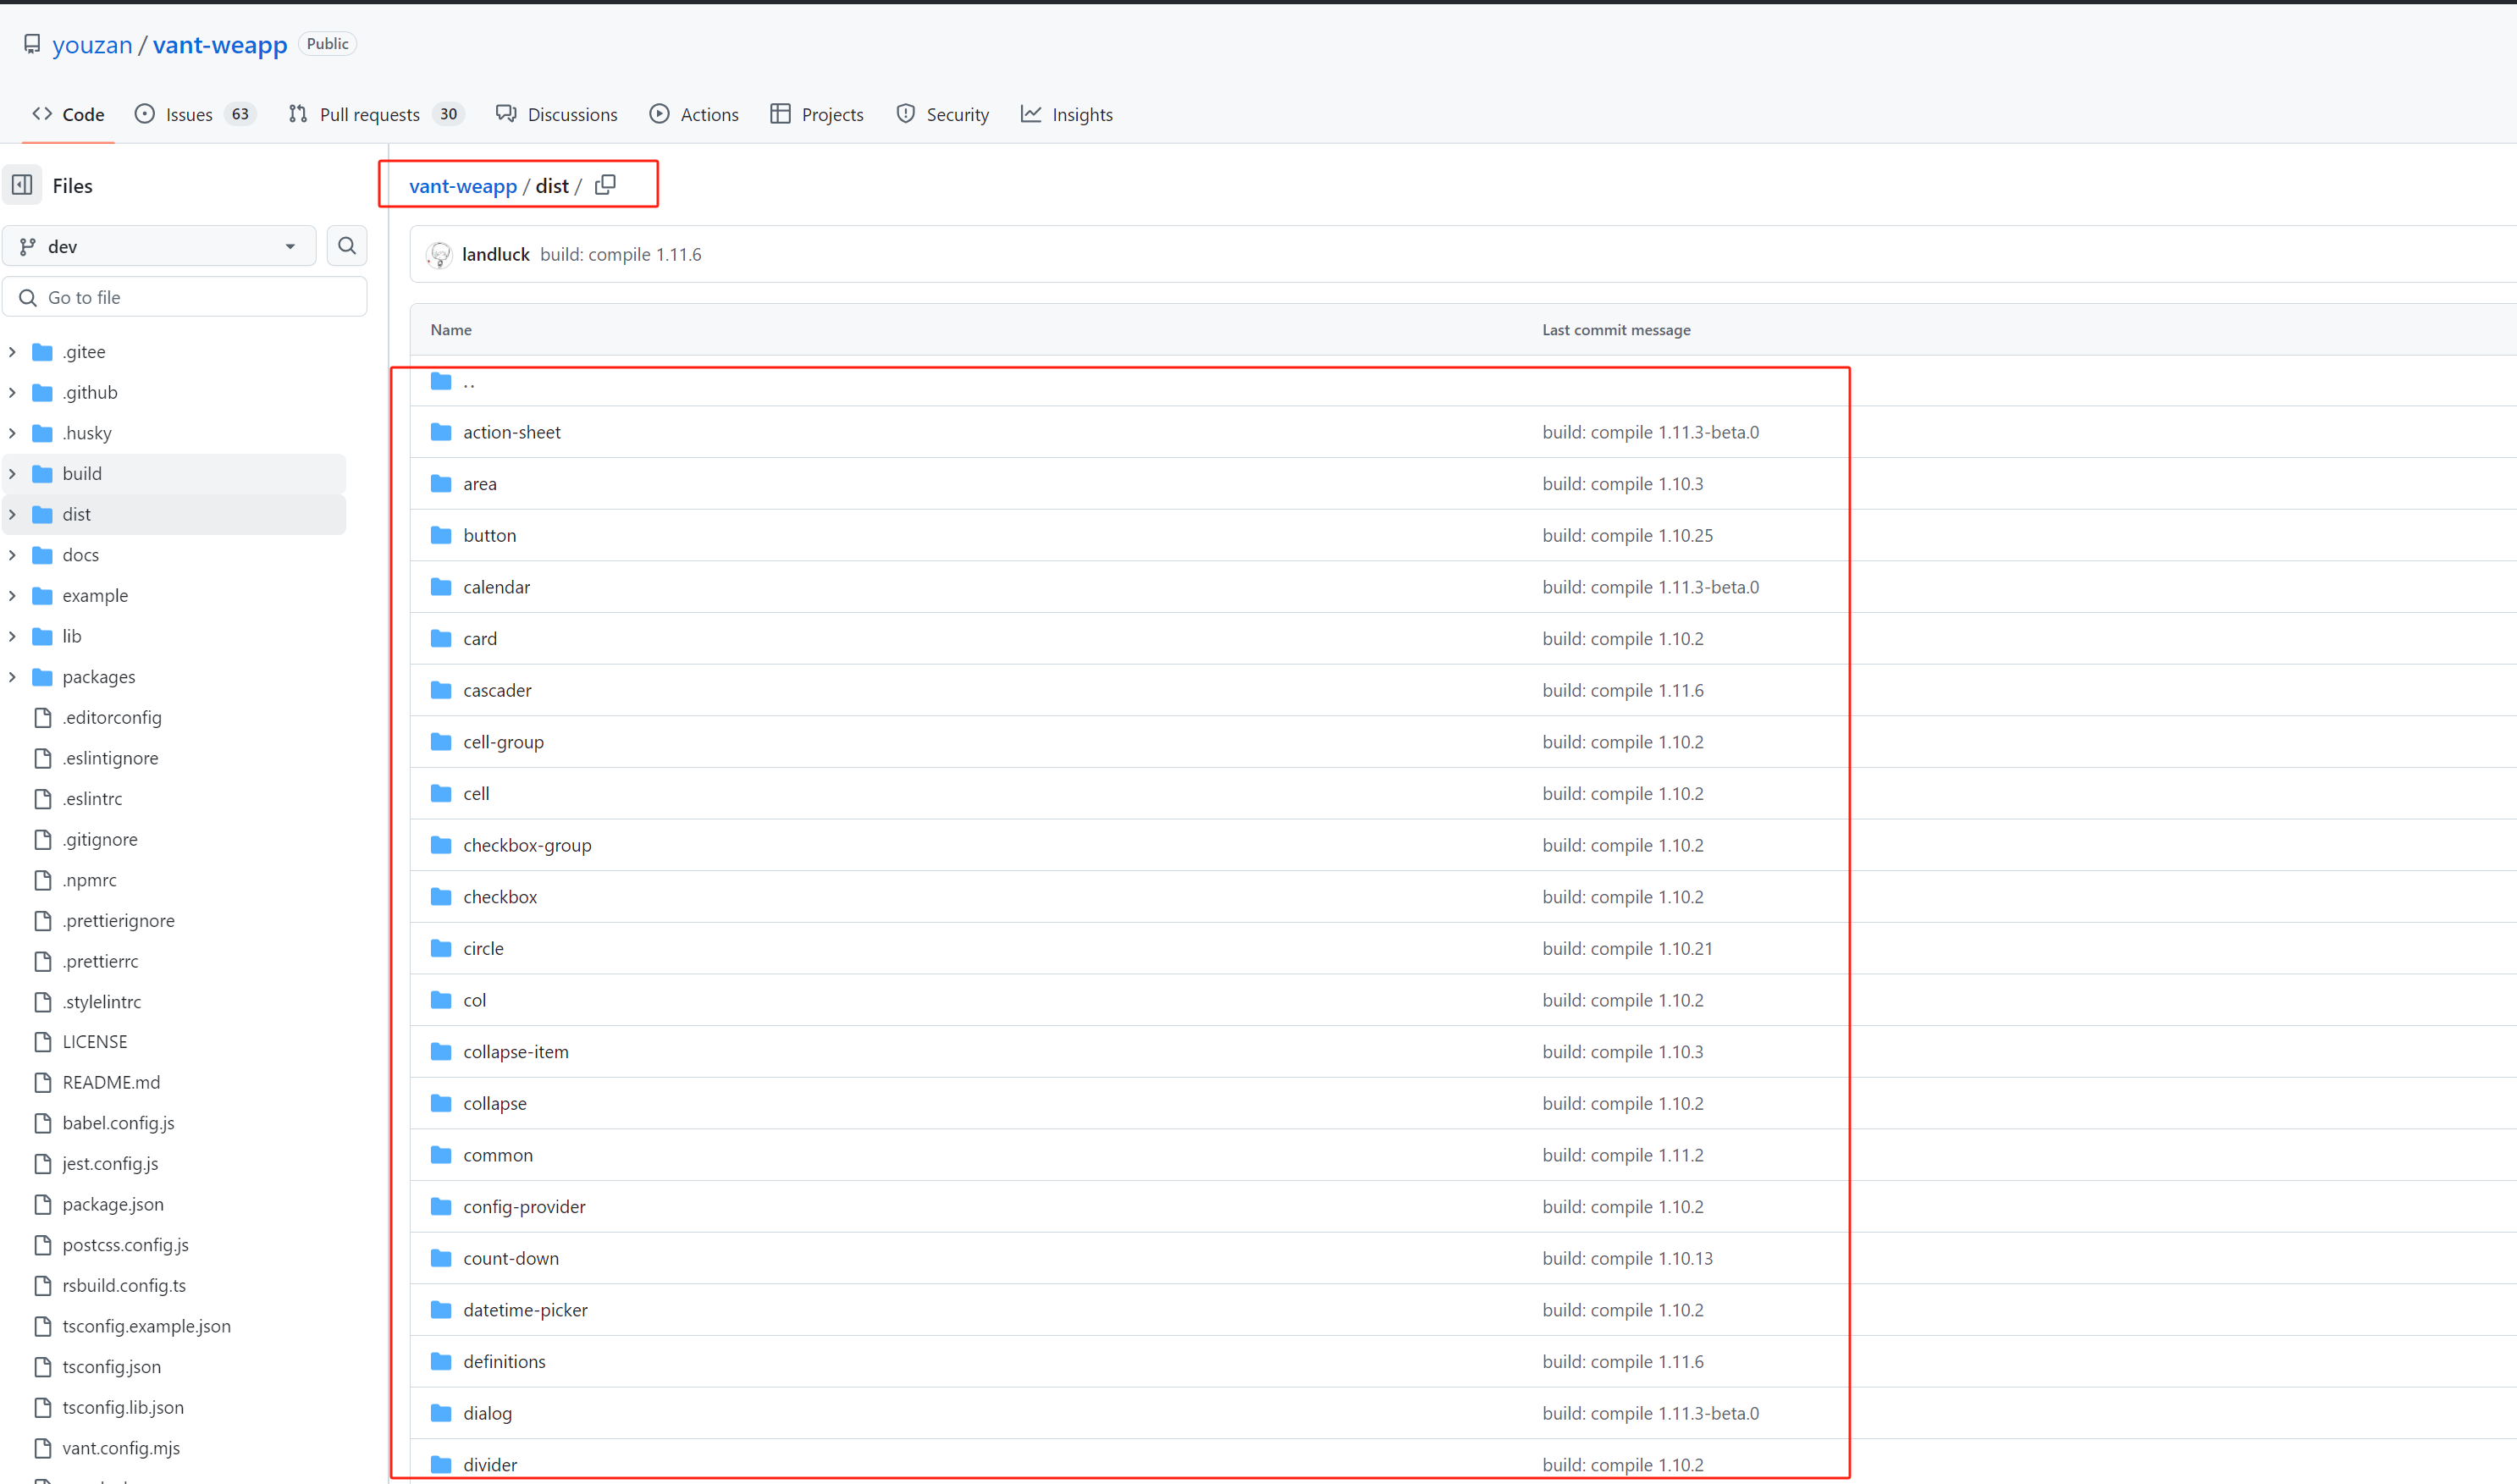 youzan / vant-weapp Public
Code Issues 63 Pull requests 30 Discussions Actions Projects Security Insights
Files
dev
Go to file
.gitee
.github
.husky
build
dist
docs
example
lib
packages
.editorconfig
.eslintignore
.eslintrc
.gitignore
.npmrc
.prettierignore
.prettierrc
.stylelintrc
LICENSE
README.md
babel.config.js
jest.config.js
package.json
postcss.config.js
rsbuild.config.ts
tsconfig.example.json
tsconfig.json
tsconfig.lib.json
vant.config.mjs
vant-weapp / dist /
landluck build: compile 1.11.6
Name Last commit message
..
action-sheet build: compile 1.11.3-beta.0
area build: compile 1.10.3
button build: compile 1.10.25
calendar build: compile 1.11.3-beta.0
card build: compile 1.10.2
cascader build: compile 1.11.6
cell-group build: compile 1.10.2
cell build: compile 1.10.2
checkbox-group build: compile 1.10.2
checkbox build: compile 1.10.2
circle build: compile 1.10.21
col build: compile 1.10.2
collapse-item build: compile 1.10.3
collapse build: compile 1.10.2
common build: compile 1.11.2
config-provider build: compile 1.10.2
count-down build: compile 1.10.13
datetime-picker build: compile 1.10.2
definitions build: compile 1.11.6
dialog build: compile 1.11.3-beta.0
divider build: compile 1.10.2